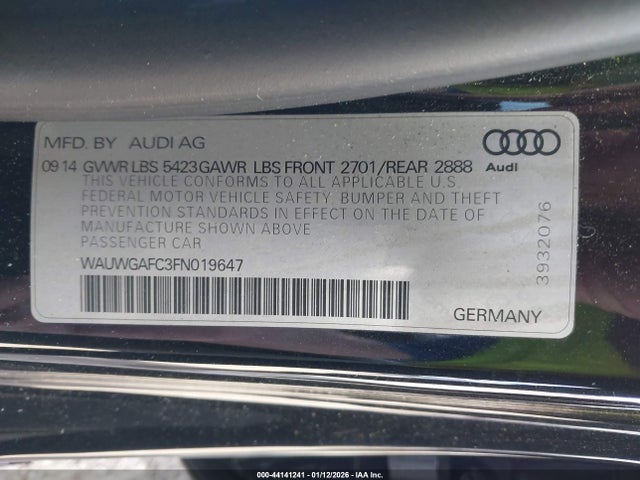 MFD. BY AUDI AG
09 14 GVWR LBS 5423 GAWR LBS FRONT 2701/REAR 2888
Audi
THIS VEHICLE CONFORMS TO ALL APPLICABLE U.S.
FEDERAL MOTOR VEHICLE SAFETY, BUMPER AND THEFT
PREVENTION STANDARDS IN EFFECT ON THE DATE OF
MANUFACTURE SHOWN ABOVE
PASSENGER CAR
WAUWGAFC3FN019647
3932076
GERMANY
000-44141241 - 01/12/2026 - IAA Inc.